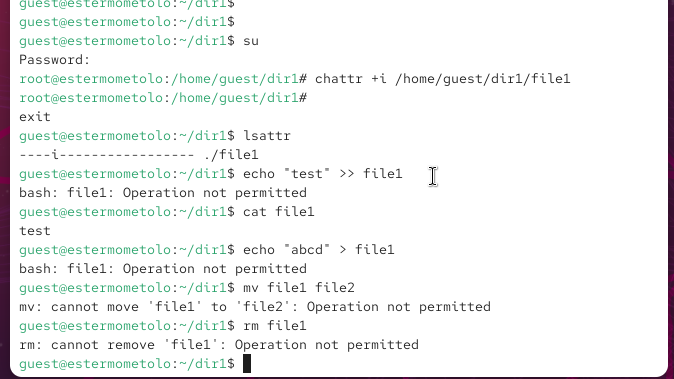 guest@estermometolo:~/dir1$
guest@estermometolo:~/dir1$
guest@estermometolo:~/dir1$ su
Password:
root@estermometolo:/home/guest/dir1# chattr +i /home/guest/dir1/file1
root@estermometolo:/home/guest/dir1#
exit
guest@estermometolo:~/dir1$ lsattr
----i----------------- ./file1
guest@estermometolo:~/dir1$ echo "test" >> file1
bash: file1: Operation not permitted
guest@estermometolo:~/dir1$ cat file1
test
guest@estermometolo:~/dir1$ echo "abcd" > file1
bash: file1: Operation not permitted
guest@estermometolo:~/dir1$ mv file1 file2
mv: cannot move 'file1' to 'file2': Operation not permitted
guest@estermometolo:~/dir1$ rm file1
rm: cannot remove 'file1': Operation not permitted
guest@estermometolo:~/dir1$